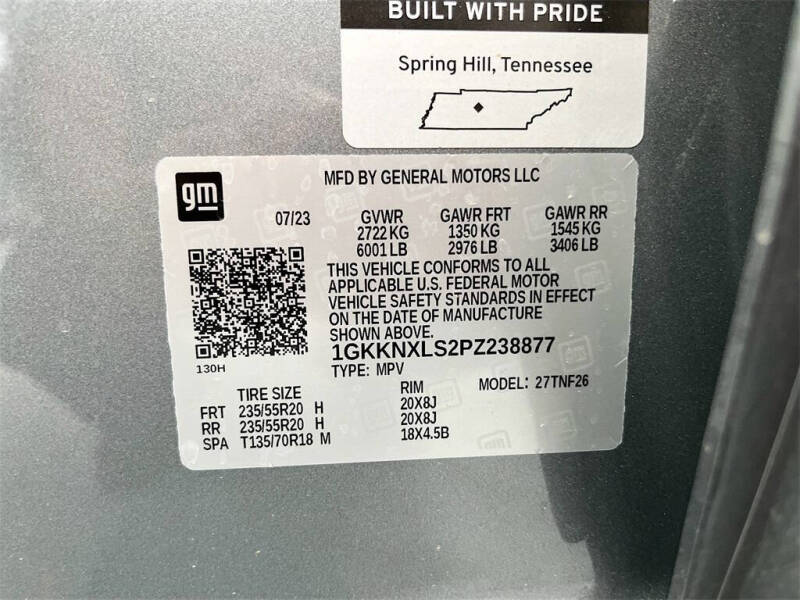 BUILT WITH PRIDE
Spring Hill, Tennessee
gm
MFD BY GENERAL MOTORS LLC
07/23 GVWR GAWR FRT GAWR RR
2722 KG 1350 KG 1545 KG
6001 LB 2976 LB 3406 LB
THIS VEHICLE CONFORMS TO ALL
APPLICABLE U.S. FEDERAL MOTOR
VEHICLE SAFETY STANDARDS IN EFFECT
ON THE DATE OF MANUFACTURE
SHOWN ABOVE.
130H
1GKKNXLS2PZ238877
TYPE: MPV MODEL: 27TNF26
TIRE SIZE RIM
FRT 235/55R20 H 20X8J
RR 235/55R20 H 20X8J
SPA T135/70R18 M 18X4.5B